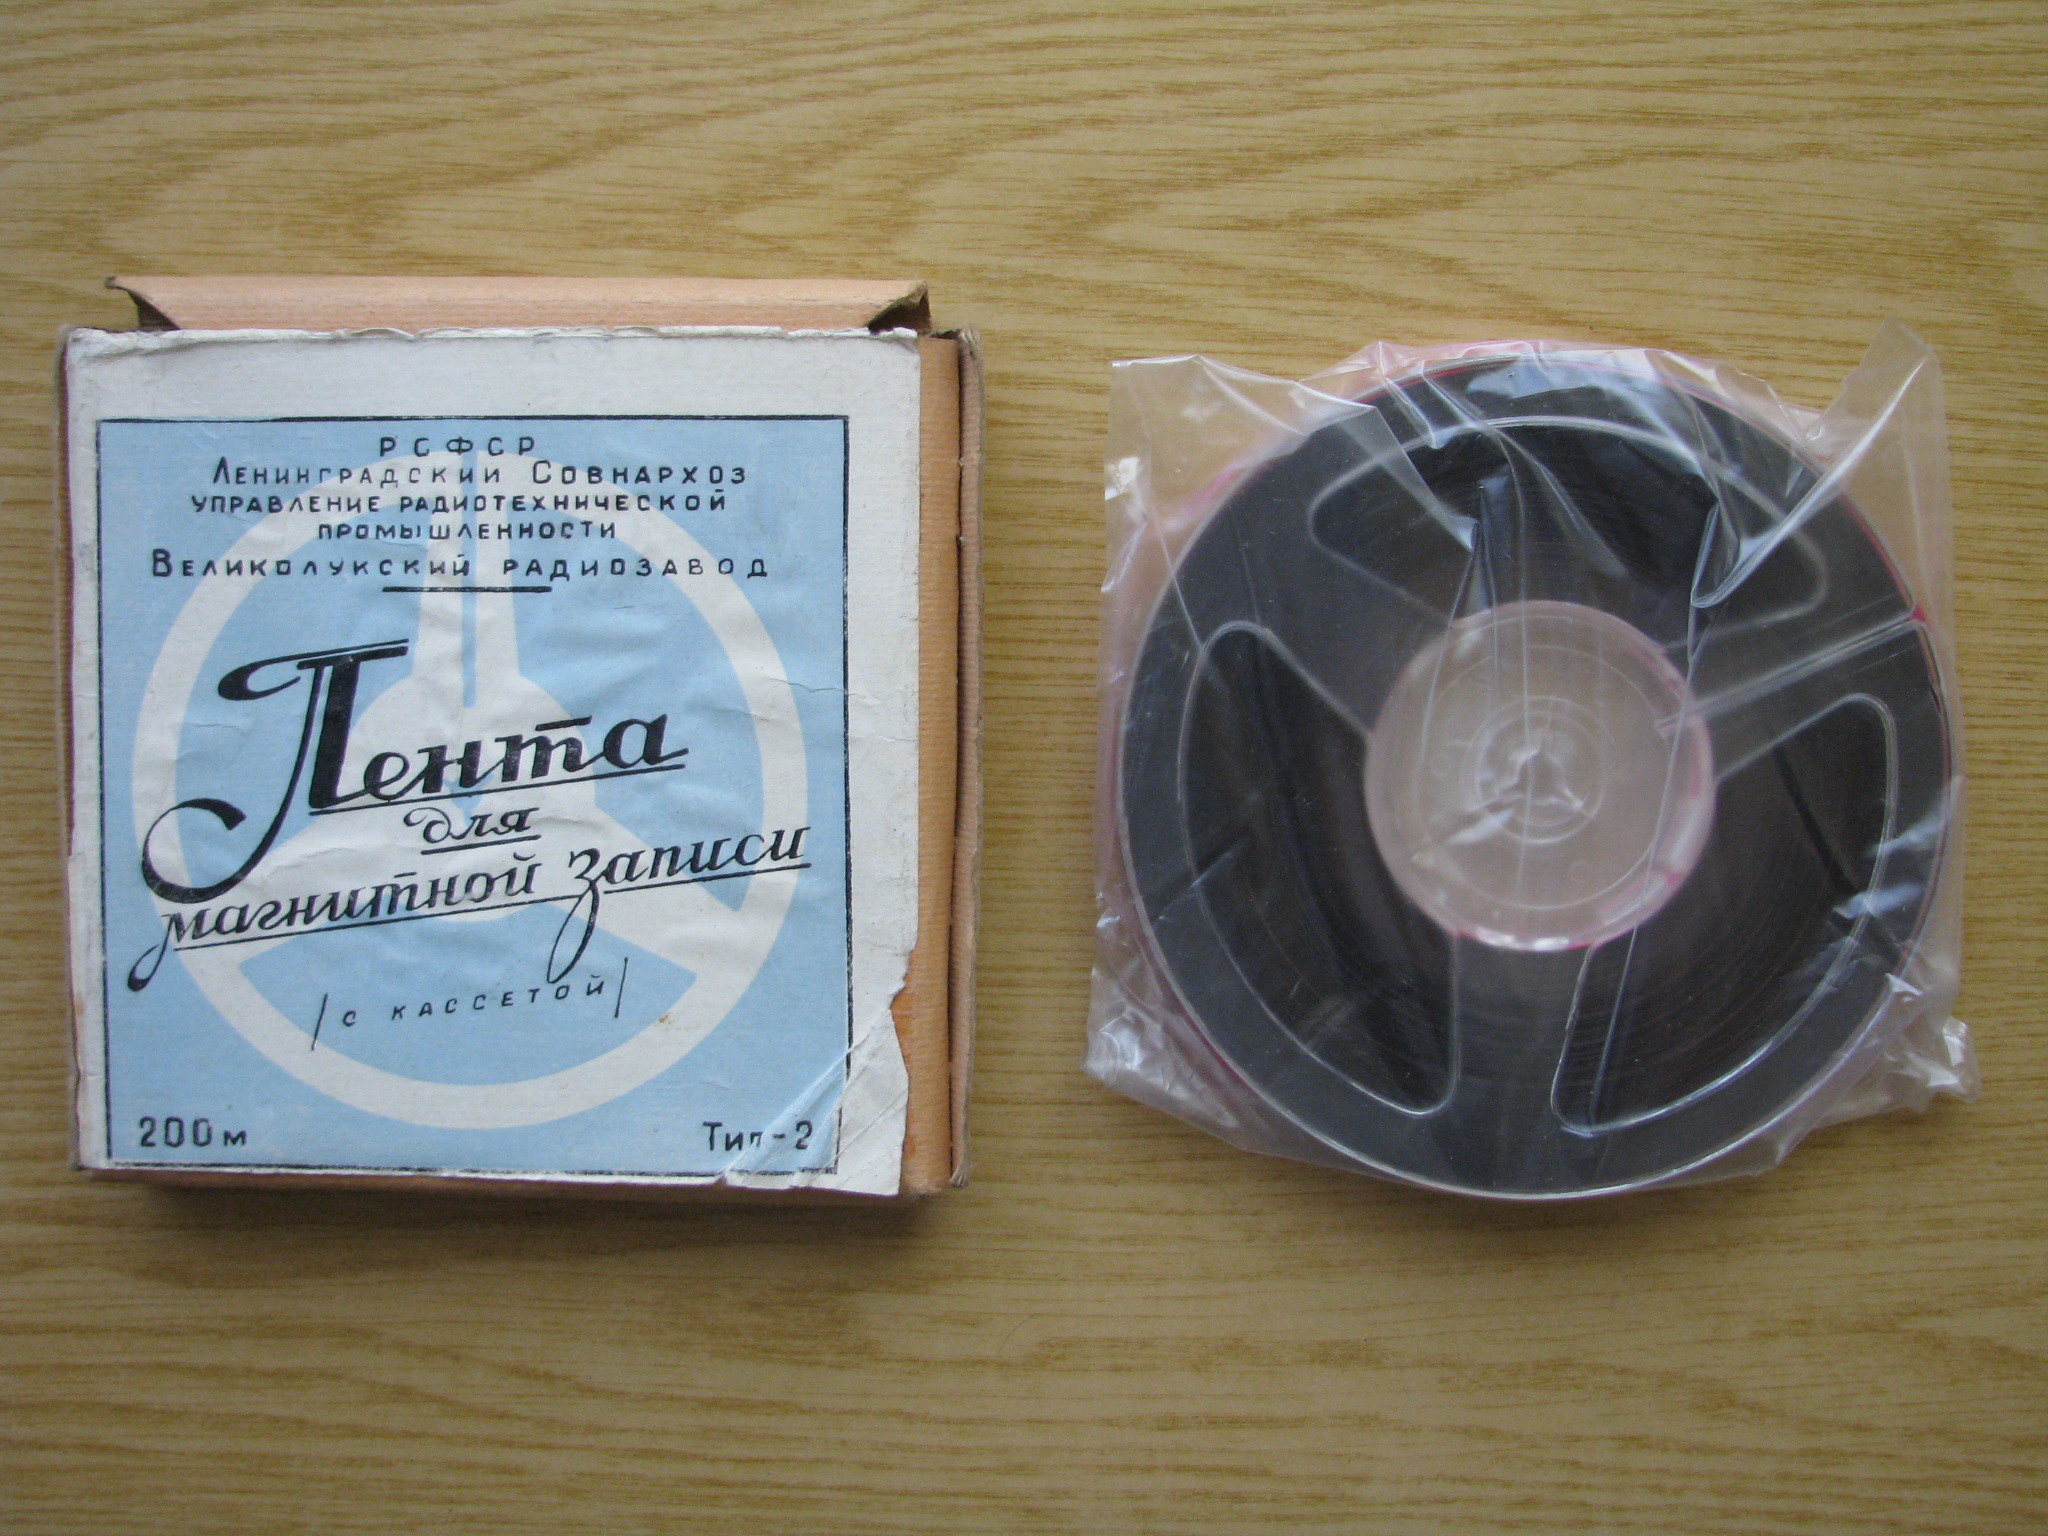 РСФСР
Ленинградский Совнархоз
управление радиотехнической
промышленности
Великолукский радиозавод
Лента
для
магнитной записи
/с кассетой/
200м Тип-2